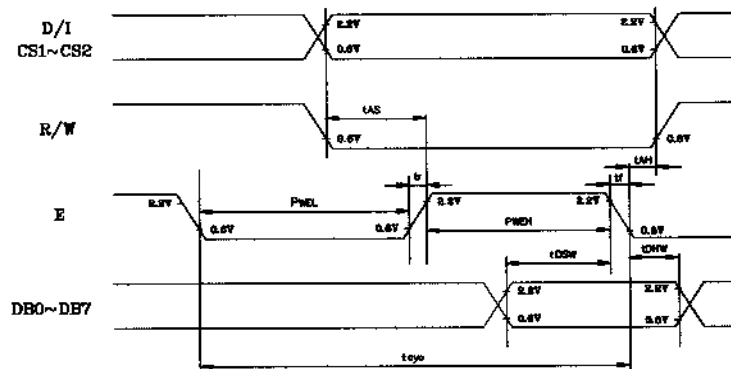 D/I
CS1~CS2
2.2V
2.2V
0.6V
0.6V
R/W
tAS
0.6V
0.6V
tAH
tr
tf
E
2.2V
PWEL
2.2V
2.2V
0.6V
0.6V
PWEH
0.6V
tDSW
tDHW
DB0~DB7
2.2V
2.2V
0.6V
0.6V
tcyc